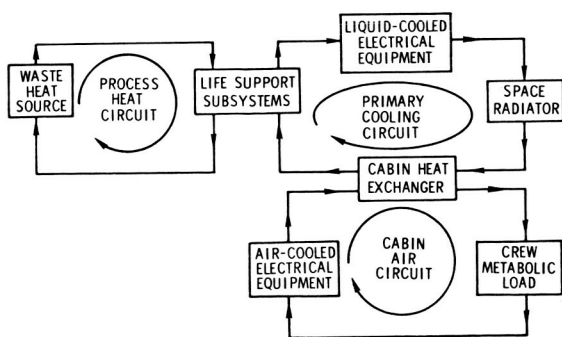 WASTE
HEAT
SOURCE
PROCESS
HEAT
CIRCUIT
LIFE SUPPORT
SUBSYSTEMS
LIQUID-COOLED
ELECTRICAL
EQUIPMENT
PRIMARY
COOLING
CIRCUIT
SPACE
RADIATOR
CABIN HEAT
EXCHANGER
AIR-COOLED
ELECTRICAL
EQUIPMENT
CABIN
AIR
CIRCUIT
CREW
METABOLIC
LOAD